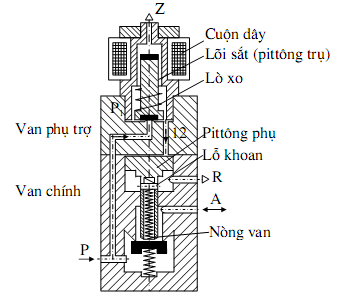 Z
Cuộn dây
Lõi sắt (pittông trụ)
Lò xo
P₁
Van phụ trợ
12
Pittông phụ
Lỗ khoan
Van chính
R
A
Nòng van
P